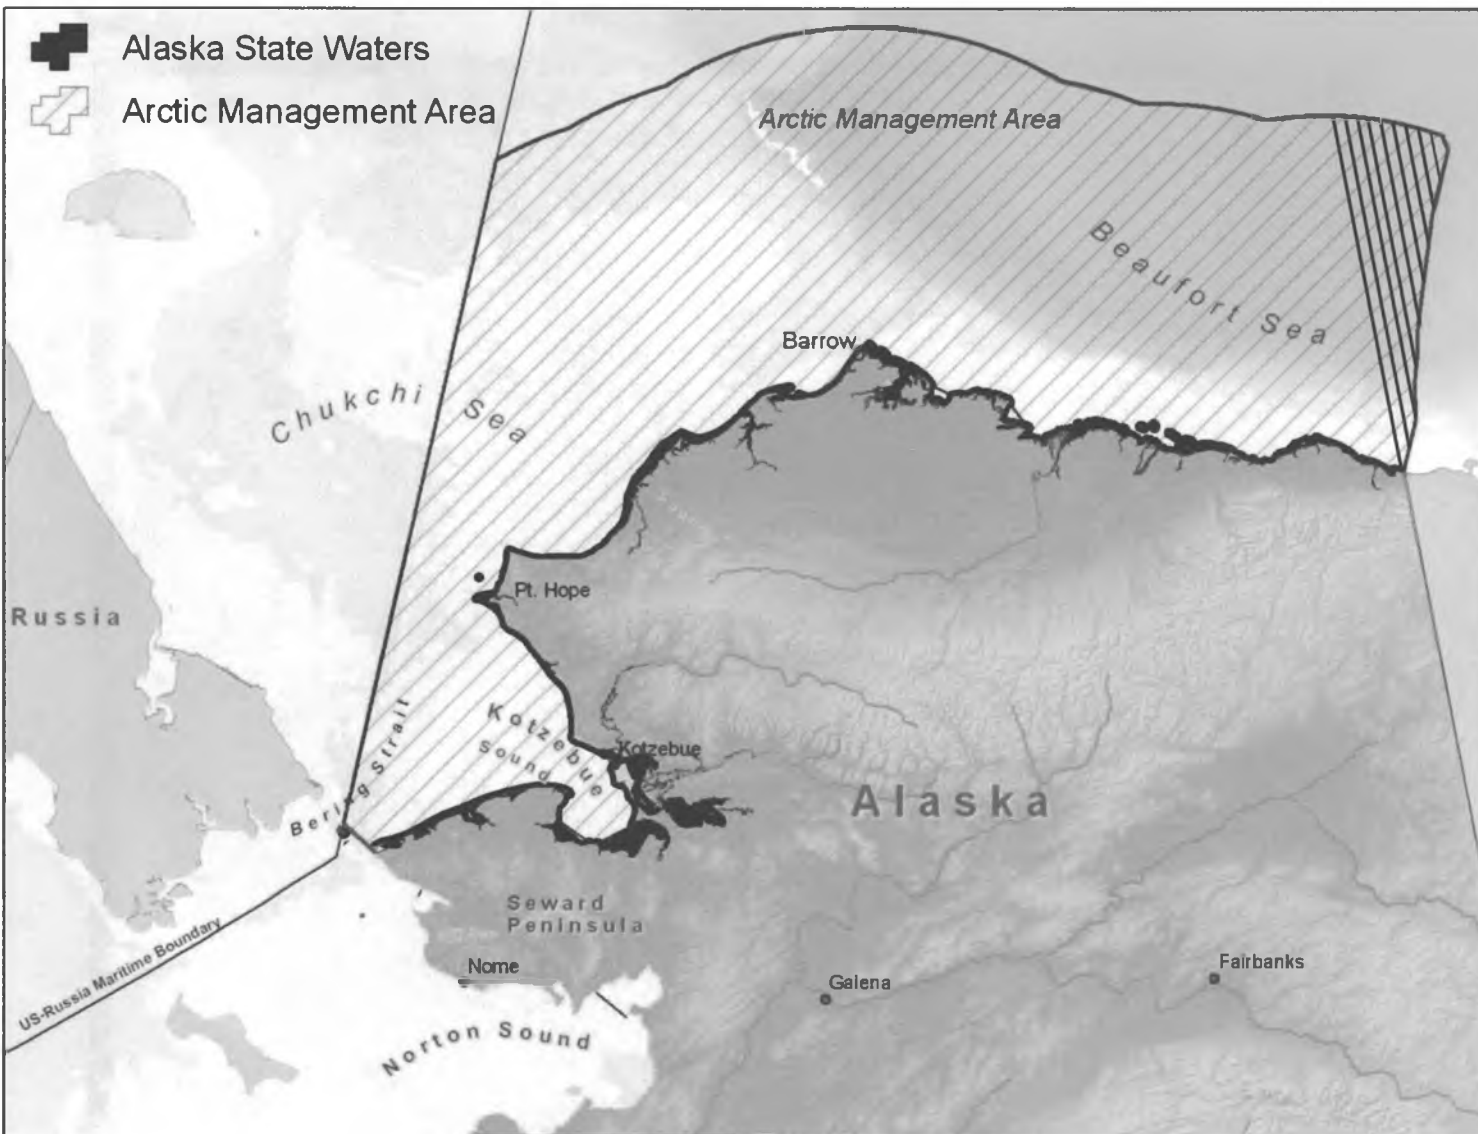 Alaska State Waters
Arctic Management Area
Arctic Management Area
Beaufort Sea
Barrow
Chukchi Sea
Pt. Hope
Russia
Kotzebue
Sound
Kotzebue
Bering Strait
Alaska
Seward
Peninsula
US-Russia Maritime Boundary
Nome
Galena
Fairbanks
Norton Sound